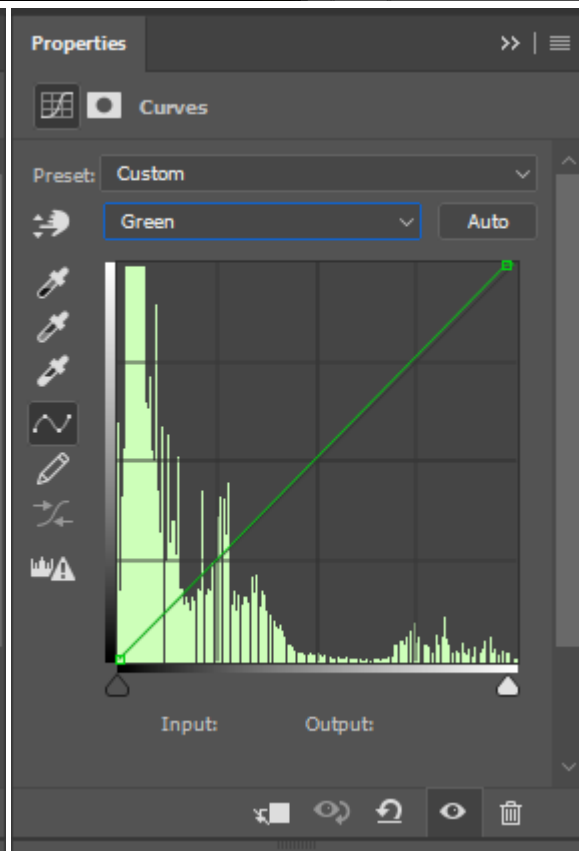 Properties
Curves
Preset: Custom
Green Auto
Input: Output: